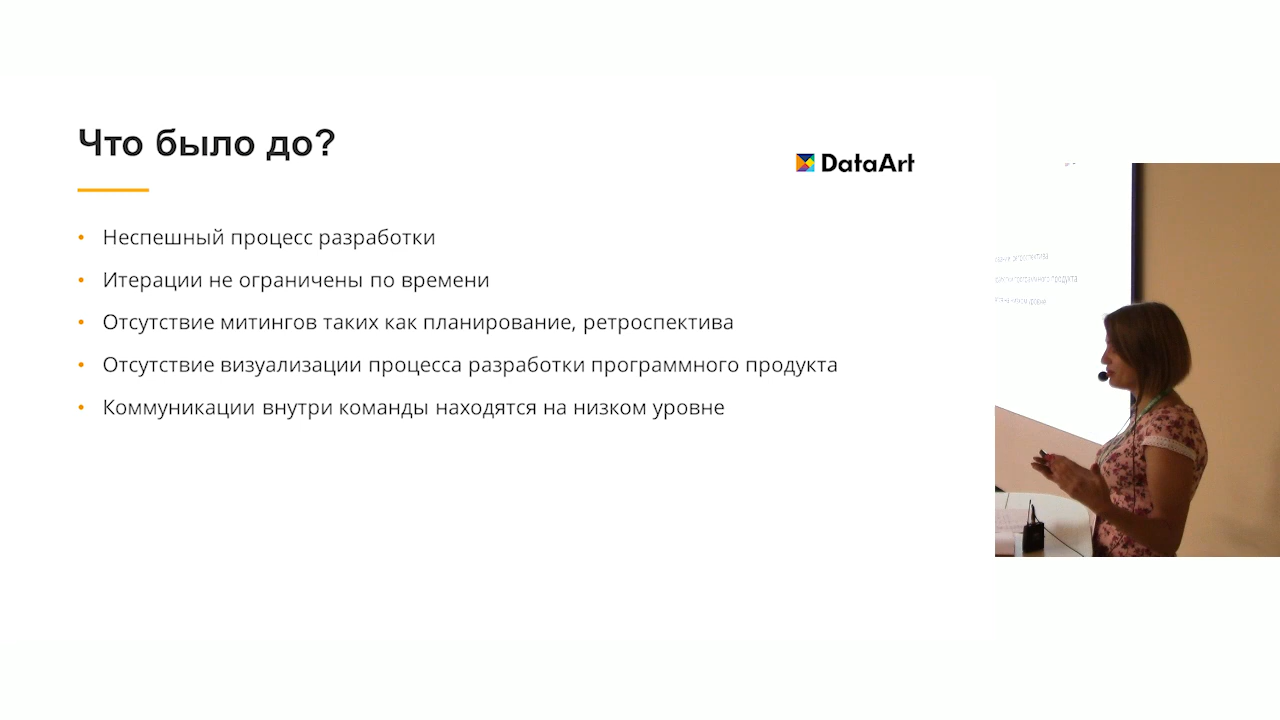 Что было до?
DataArt
Неспешный процесс разработки
Итерации не ограничены по времени
Отсутствие митингов таких как планирование, ретроспектива
Отсутствие визуализации процесса разработки программного продукта
Коммуникации внутри команды находятся на низком уровне